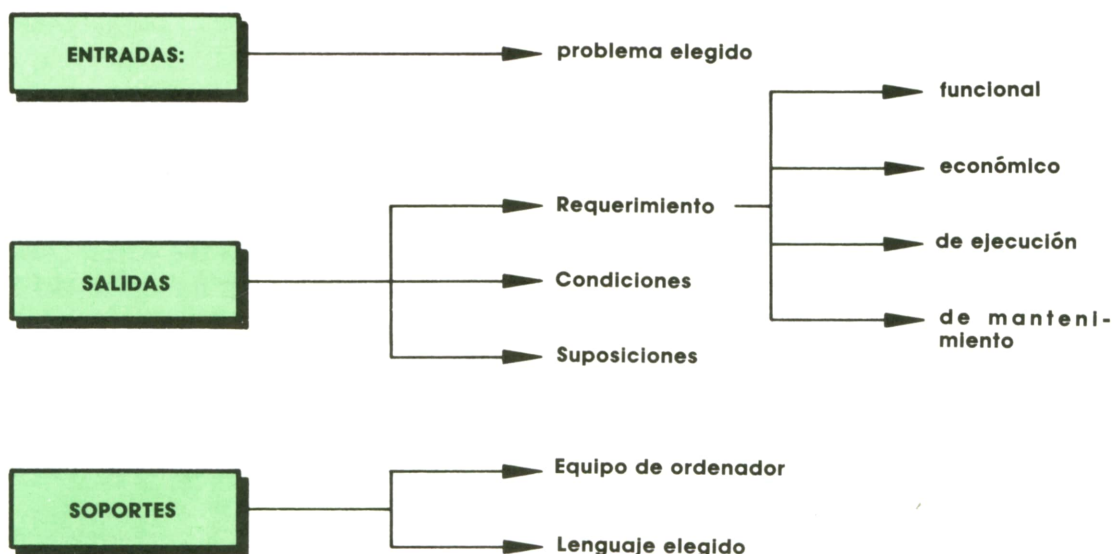 ENTRADAS:
problema elegido
SALIDAS
Requerimiento
funcional
económico
de ejecución
de manteni-
miento
Condiciones
Suposiciones
SOPORTES
Equipo de ordenador
Lenguaje elegido